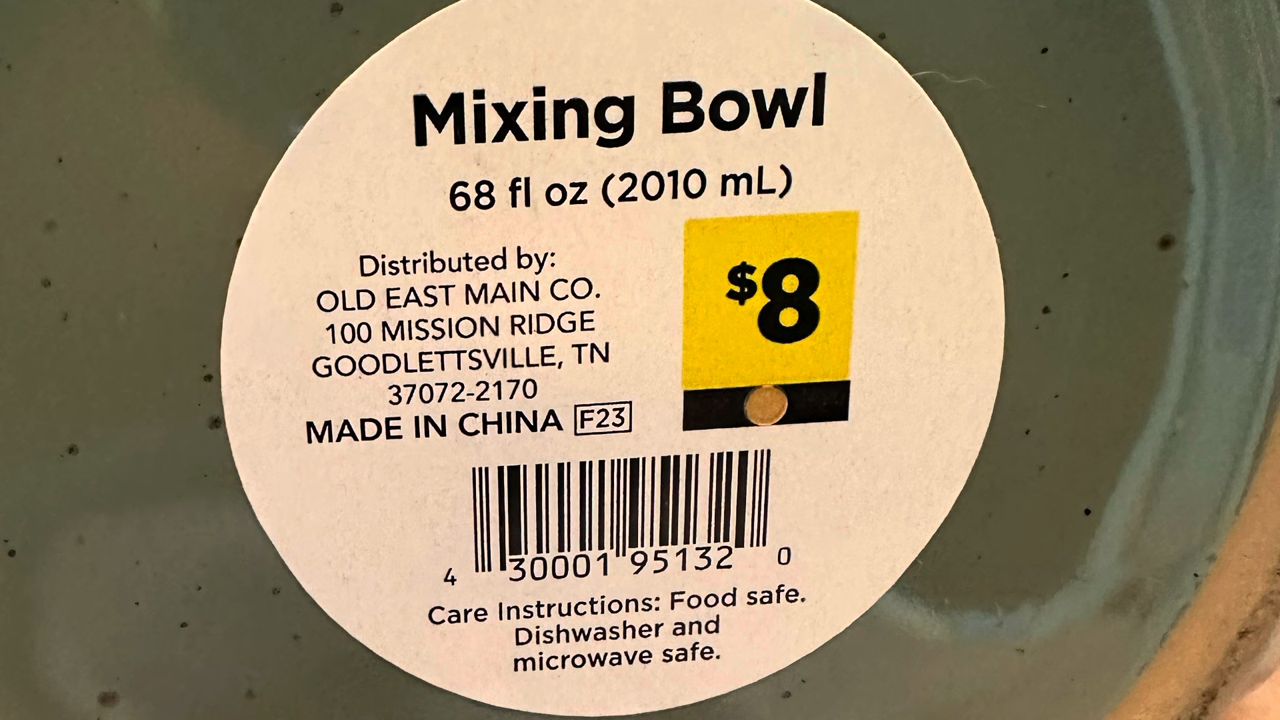 Mixing Bowl
68 fl oz (2010 mL)
Distributed by:
OLD EAST MAIN CO.
100 MISSION RIDGE
GOODLETTSVILLE, TN
37072-2170
MADE IN CHINA F23
$8
4 30001 95132 0
Care Instructions: Food safe.
Dishwasher and
microwave safe.